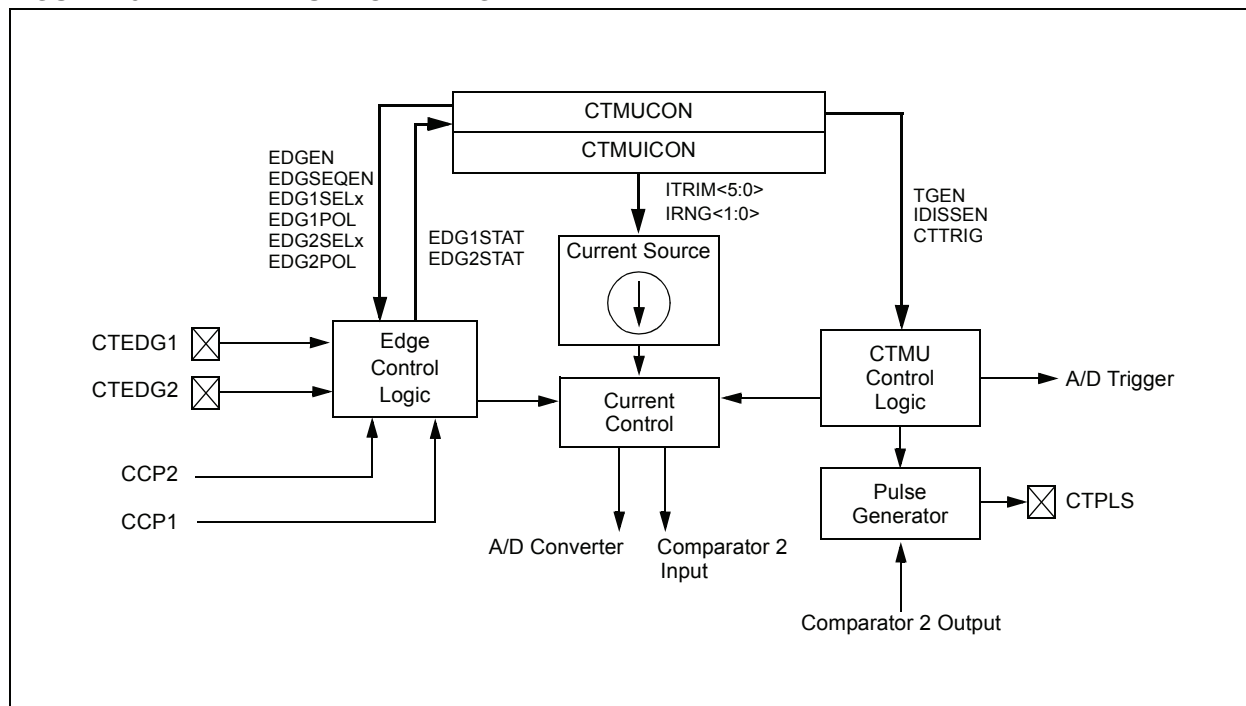 CTMUCON
CTMUICON
EDGEN
EDGSEQEN
EDG1SELx
EDG1POL
EDG2SELx
EDG2POL
EDG1STAT
EDG2STAT
ITRIM<5:0>
IRNG<1:0>
TGEN
IDISSEN
CTTRIG
Current Source
CTEDG1
CTEDG2
Edge
Control
Logic
Current
Control
CTMU
Control
Logic
A/D Trigger
CCP2
CCP1
Pulse
Generator
CTPLS
A/D Converter
Comparator 2
Input
Comparator 2 Output